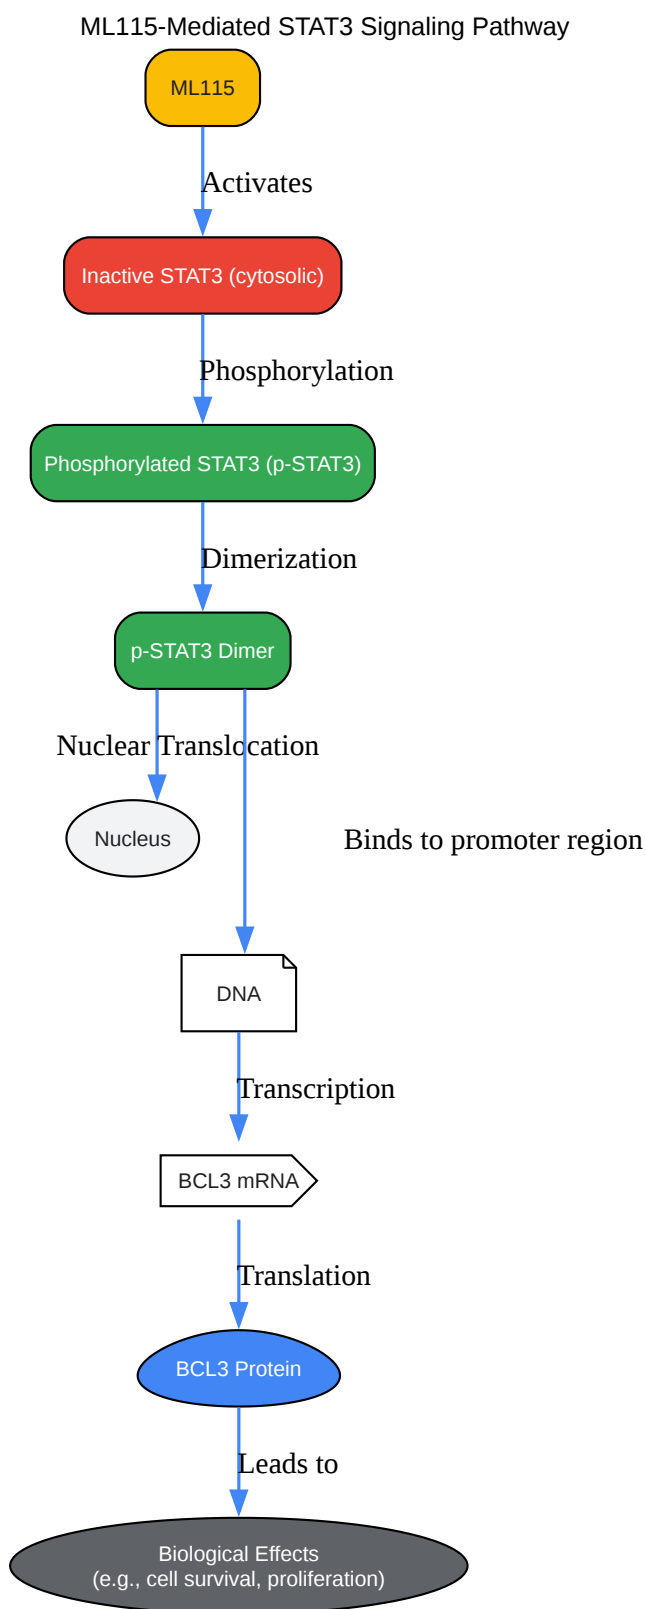 ML115-Mediated STAT3 Signaling Pathway
ML115
Activates
Inactive STAT3 (cytosolic)
Phosphorylation
Phosphorylated STAT3 (p-STAT3)
Dimerization
p-STAT3 Dimer
Nuclear Translocation
Nucleus
Binds to promoter region
DNA
Transcription
BCL3 mRNA
Translation
BCL3 Protein
Leads to
Biological Effects
(e.g., cell survival, proliferation)